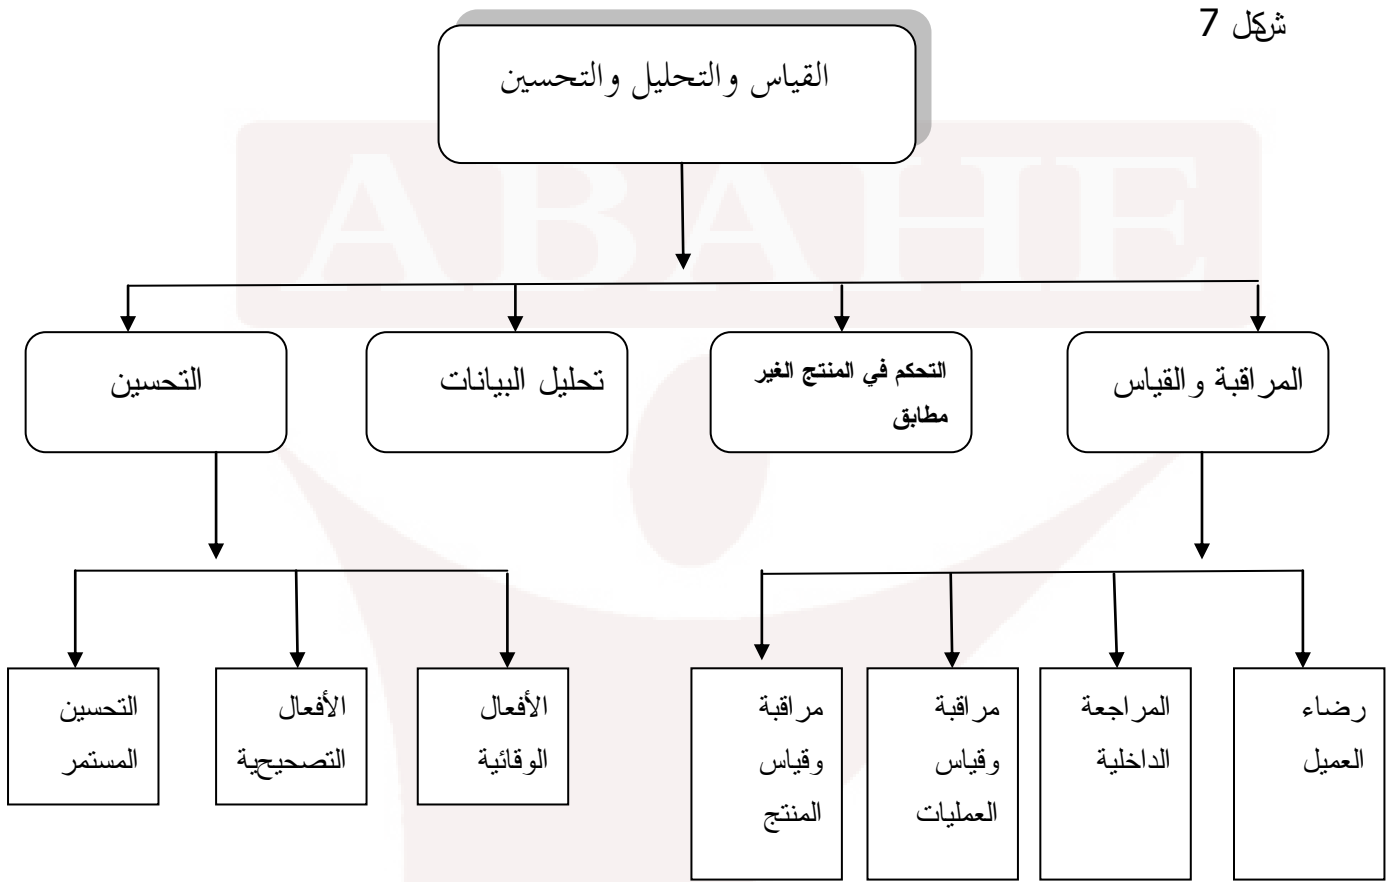 شكل 7
القياس والتحليل والتحسين
ABAHE
المراقبة والقياس
التحكم في المنتج الغير
مطابق
تحليل البيانات
التحسين
رضاء
العميل
المراجعة
الداخلية
مراقبة
وقياس
العمليات
مراقبة
وقياس
المنتج
الأفعال
الوقائية
الأفعال
التصحيحية
التحسين
المستمر